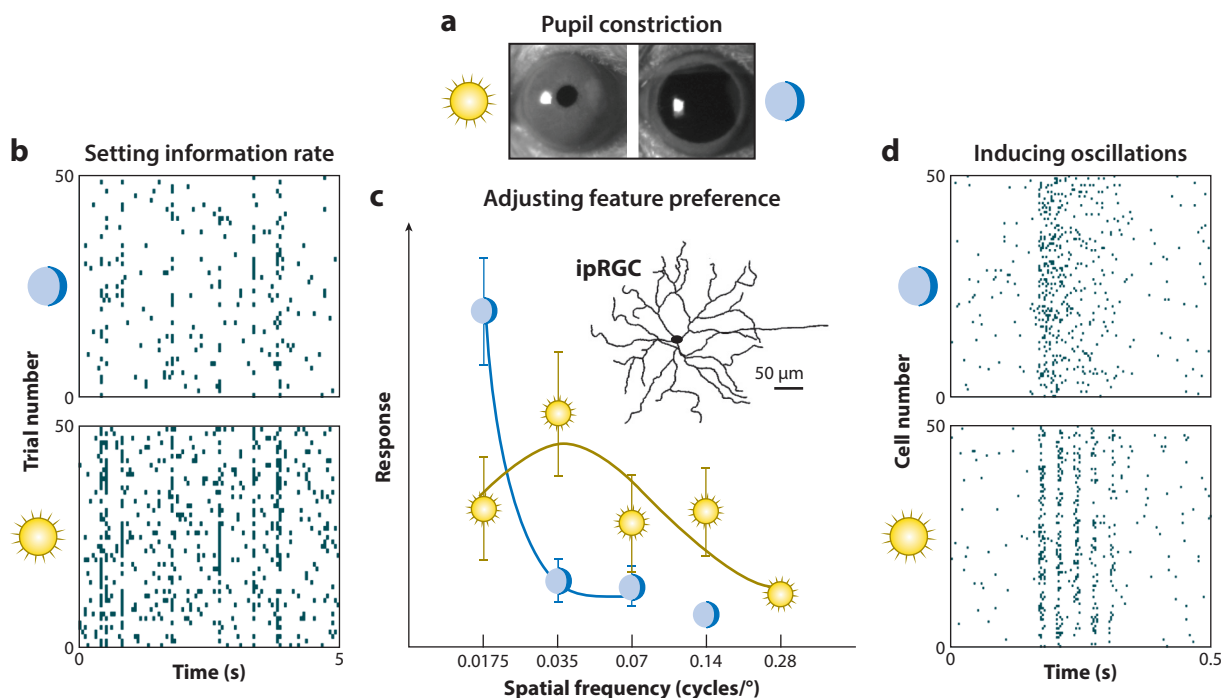 a
Pupil constriction
b
Setting information rate
50
0
Trial number
50
0
0
5
Time (s)
c
Adjusting feature preference
ipRGC
50 μm
Response
0.0175
0.035
0.07
0.14
0.28
Spatial frequency (cycles/°)
d
Inducing oscillations
50
0
Cell number
50
0
0
0.5
Time (s)